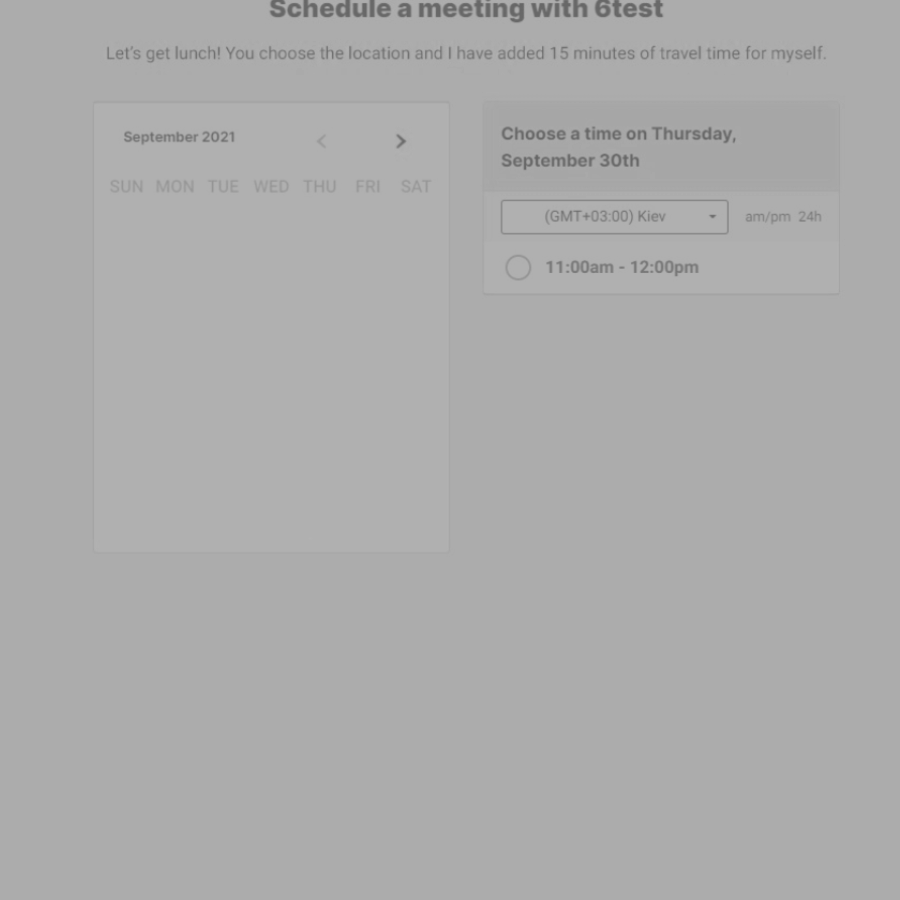 Schedule a meeting with 6test
Let's get lunch! You choose the location and I have added 15 minutes of travel time for myself.
September 2021
SUN MON TUE WED THU FRI SAT
Choose a time on Thursday,
September 30th
(GMT+03:00) Kiev
am/pm 24h
11:00am - 12:00pm